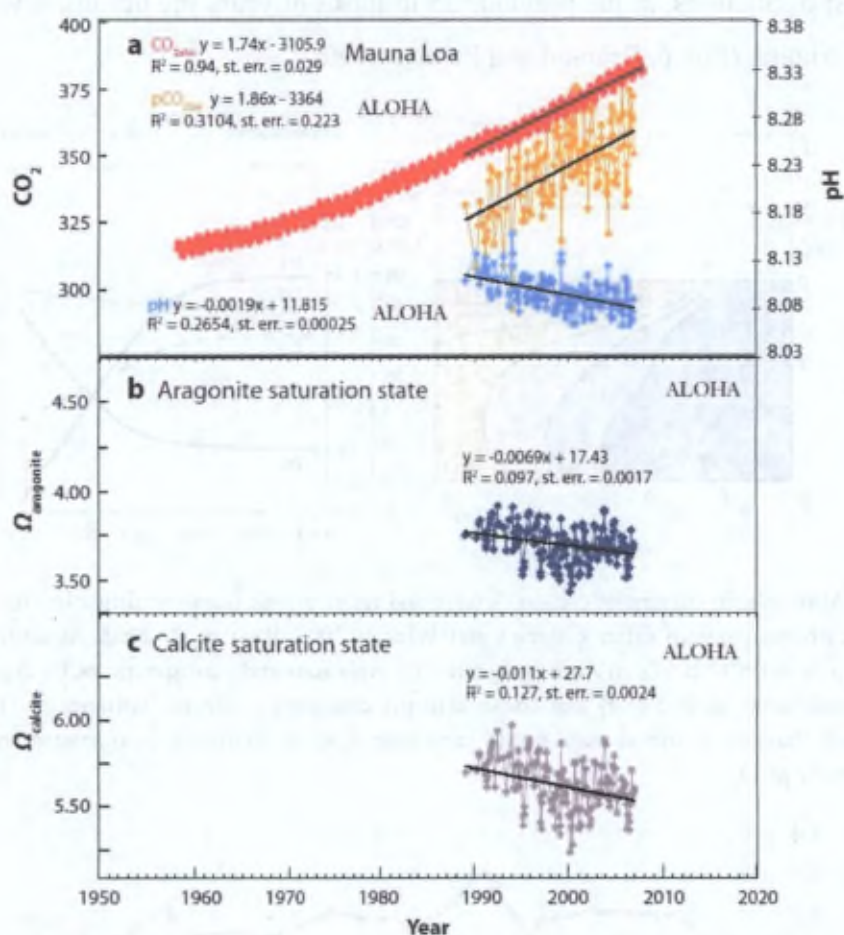 400
375
350
325
300
CO2
8.38
8.33
8.28
8.23
8.18
8.13
8.08
8.03
pH
a
y = 1.74x - 3105.9
R² = 0.94, st. err. = 0.029
Mauna Loa
y = 1.86x - 3364
R² = 0.3104, st. err. = 0.223
ALOHA
pH y = -0.0019x + 11.815
R² = 0.2654, st. err. = 0.00025
ALOHA
b Aragonite saturation state
ALOHA
4.50
4.00
3.50
Ω aragonite
y = -0.0069x + 17.43
R² = 0.097, st. err. = 0.0017
c Calcite saturation state
ALOHA
6.00
5.50
Ω calcite
y = -0.011x + 27.7
R² = 0.127, st. err. = 0.0024
1950 1960 1970 1980 1990 2000 2010 2020
Year